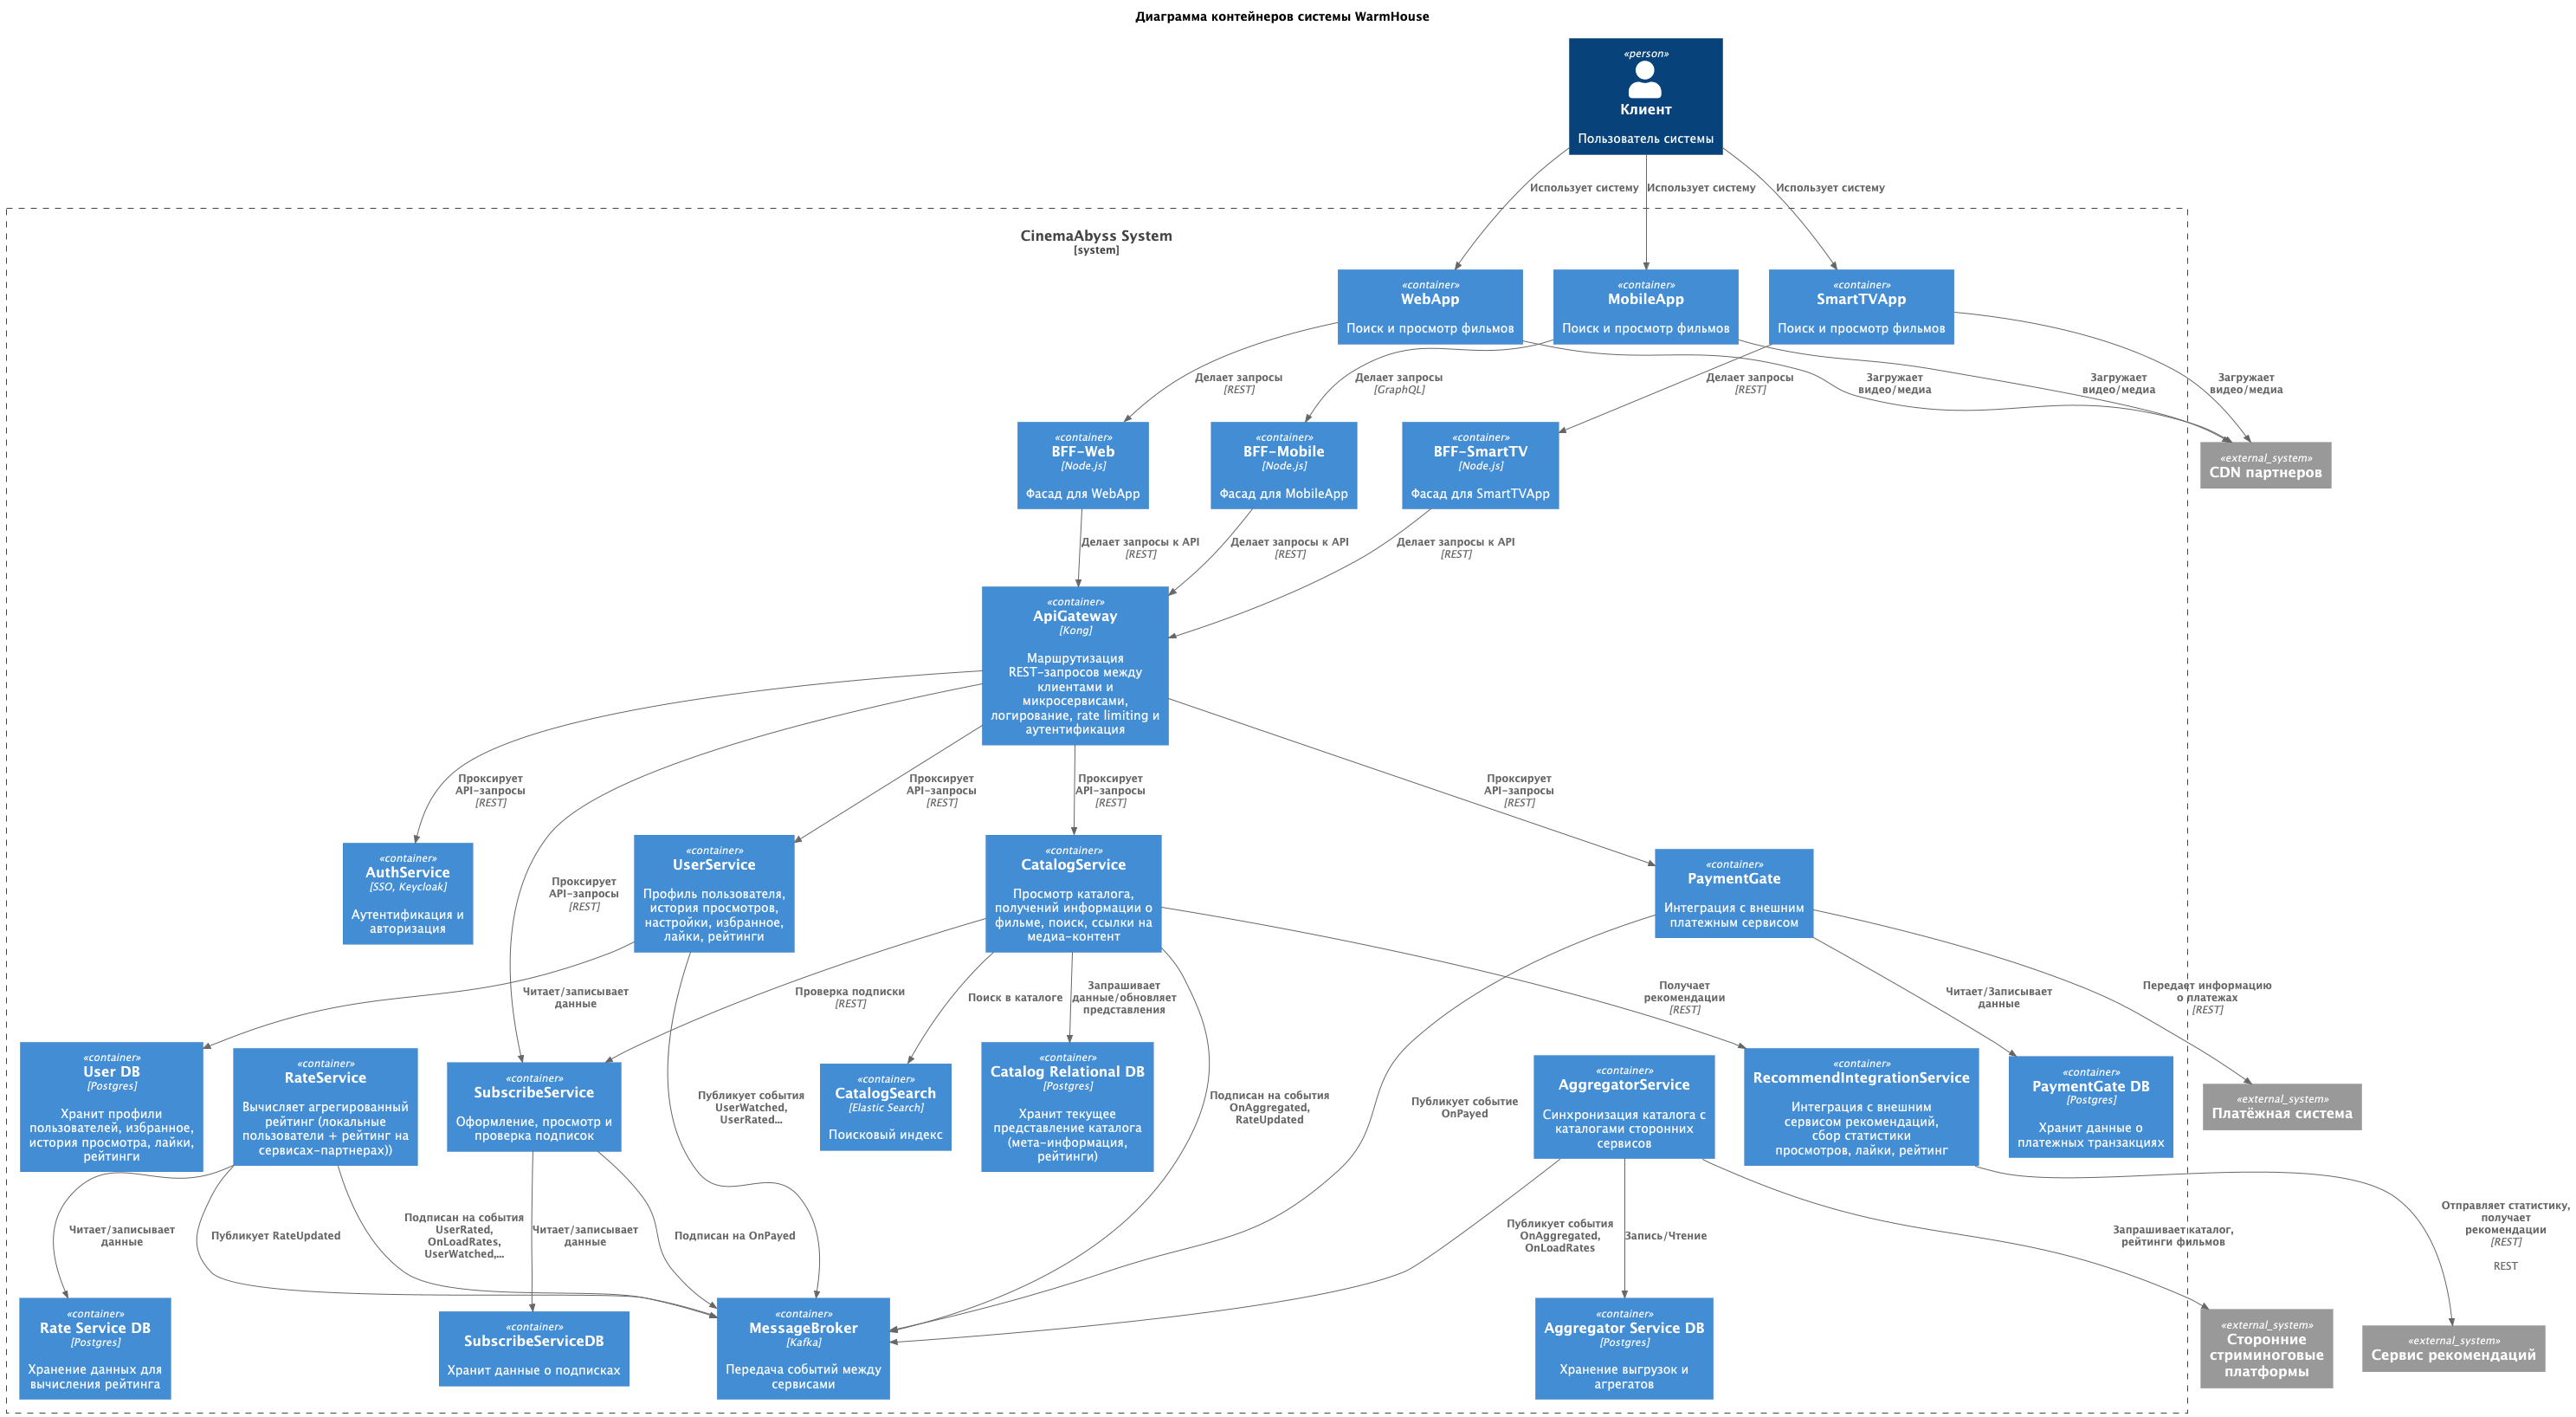 Диаграмма контейнеров системы WarmHouse
«person»
Клиент
Пользователь системы
Использует систему
Использует систему
Использует систему
CinemaAbyss System
[system]
«container»
WebApp
Поиск и просмотр фильмов
«container»
MobileApp
Поиск и просмотр фильмов
«container»
SmartTVApp
Поиск и просмотр фильмов
Делает запросы
[REST]
Делает запросы
[GraphQL]
Делает запросы
[REST]
Загружает
видео/медиа
Загружает
видео/медиа
Загружает
видео/медиа
«container»
BFF-Web
[Node.js]
Фасад для WebApp
«container»
BFF-Mobile
[Node.js]
Фасад для MobileApp
«container»
BFF-SmartTV
[Node.js]
Фасад для SmartTVApp
«external_system»
CDN партнеров
Делает запросы к API
[REST]
Делает запросы к API
[REST]
Делает запросы к API
[REST]
«container»
ApiGateway
[Kong]
Маршрутизация
REST-запросов между
клиентами и
микросервисами,
логирование, rate limiting и
аутентификация
Проксирует
API-запросы
[REST]
Проксирует
API-запросы
[REST]
Проксирует
API-запросы
[REST]
Проксирует
API-запросы
[REST]
Проксирует
API-запросы
[REST]
«container»
AuthService
[SSO, Keycloak]
Аутентификация и
авторизация
«container»
UserService
Профиль пользователя,
история просмотров,
настройки, избранное,
лайки, рейтинги
«container»
CatalogService
Просмотр каталога,
получений информации о
фильме, поиск, ссылки на
медиа-контент
«container»
PaymentGate
Интеграция с внешним
платежным сервисом
Читает/записывает
данные
Проверка подписки
[REST]
Поиск в каталоге
Запрашивает
данные/обновляет
представления
Получает
рекомендации
[REST]
Читает/Записывает
данные
Передает информацию
о платежах
[REST]
«container»
User DB
[Postgres]
Хранит профили
пользователей, избранное,
история просмотра, лайки,
рейтинги
«container»
RateService
Вычисляет агрегированный
рейтинг (локальные
пользователи + рейтинг на
сервисах-партнерах))
«container»
SubscribeService
Оформление, просмотр и
проверка подписок
Публикует события
UserWatched,
UserRated...
«container»
CatalogSearch
[Elastic Search]
Поисковый индекс
«container»
Catalog Relational DB
[Postgres]
Хранит текущее
представление каталога
(мета-информация,
рейтинги)
Подписан на события
OnAggregated,
RateUpdated
Публикует событие
OnPayed
«container»
AggregatorService
Синхронизация каталога с
каталогами сторонних
сервисов
«container»
RecommendIntegrationService
Интеграция с внешним
сервисом рекомендаций,
сбор статистики
просмотров, лайки, рейтинг
«container»
PaymentGate DB
[Postgres]
Хранит данные о
платежных транзакциях
«external_system»
Платёжная система
Читает/записывает
данные
Публикует RateUpdated
Подписан на события
UserRated,
OnLoadRates,
UserWatched,...
Читает/записывает
данные
Подписан на OnPayed
Публикует события
OnAggregated,
OnLoadRates
Запись/Чтение
Запрашивает каталог,
рейтинги фильмов
Отправляет статистику,
получает
рекомендации
[REST]
REST
«container»
Rate Service DB
[Postgres]
Хранение данных для
вычисления рейтинга
«container»
SubscribeServiceDB
Хранит данные о подписках
«container»
MessageBroker
[Kafka]
Передача событий между
сервисами
«container»
Aggregator Service DB
[Postgres]
Хранение выгрузок и
агрегатов
«external_system»
Сторонние
стриминоговые
платформы
«external_system»
Сервис рекомендаций